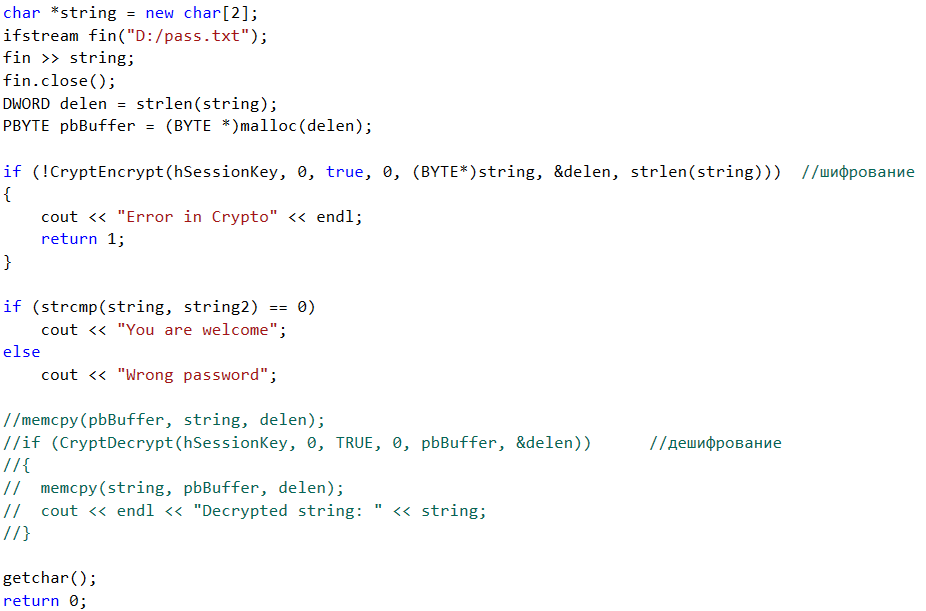 char *string = new char[2];
ifstream fin("D:/pass.txt");
fin >> string;
fin.close();
DWORD delen = strlen(string);
PBYTE pbBuffer = (BYTE *)malloc(delen);
if (!CryptEncrypt(hSessionKey, 0, true, 0, (BYTE*)string, &delen, strlen(string))) //шифрование
{
cout << "Error in Crypto" << endl;
return 1;
}
if (strcmp(string, string2) == 0)
cout << "You are welcome";
else
cout << "Wrong password";
//memcpy(pbBuffer, string, delen);
//if (CryptDecrypt(hSessionKey, 0, TRUE, 0, pbBuffer, &delen)) //дешифрование
//{
// memcpy(string, pbBuffer, delen);
// cout << endl << "Decrypted string: " << string;
//}
getchar();
return 0;